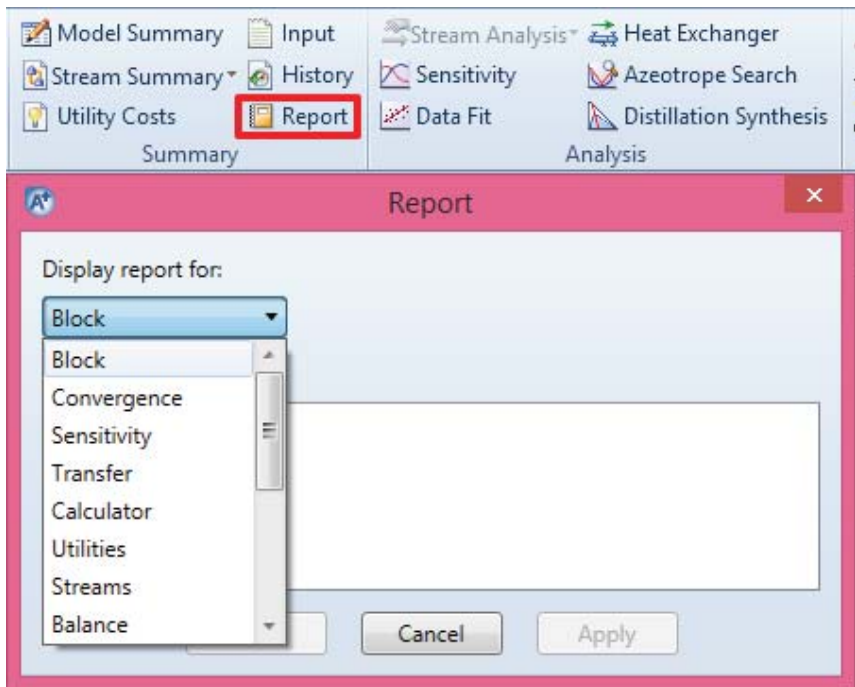 Model Summary Input Stream Analysis Heat Exchanger
Stream Summary History Sensitivity Azeotrope Search
Utility Costs Report Data Fit Distillation Synthesis
Summary Analysis
A+ Report
Display report for:
Block
Block
Convergence
Sensitivity
Transfer
Calculator
Utilities
Streams
Balance
Cancel Apply